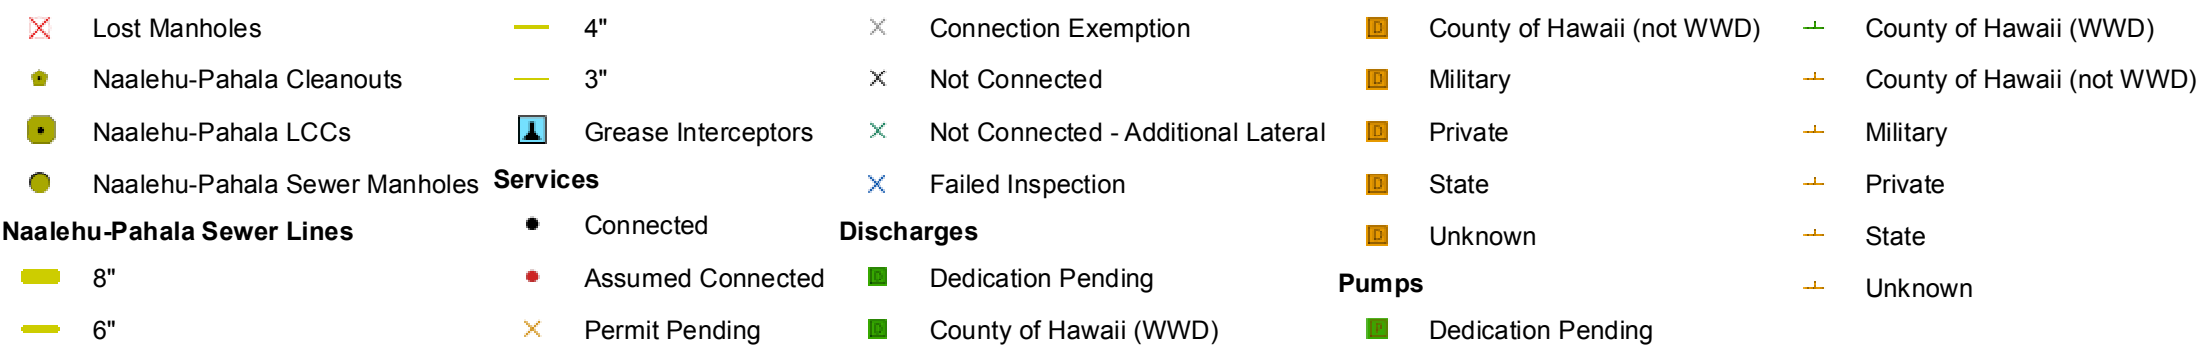 Lost Manholes
Naalehu-Pahala Cleanouts
Naalehu-Pahala LCCs
Naalehu-Pahala Sewer Manholes
Naalehu-Pahala Sewer Lines
8"
6"
4"
3"
Grease Interceptors
Services
Connected
Assumed Connected
Permit Pending
Connection Exemption
Not Connected
Not Connected - Additional Lateral
Failed Inspection
Discharges
D Dedication Pending
D County of Hawaii (WWD)
D County of Hawaii (not WWD)
D Military
D Private
D State
D Unknown
Pumps
P Dedication Pending
County of Hawaii (WWD)
County of Hawaii (not WWD)
Military
Private
State
Unknown